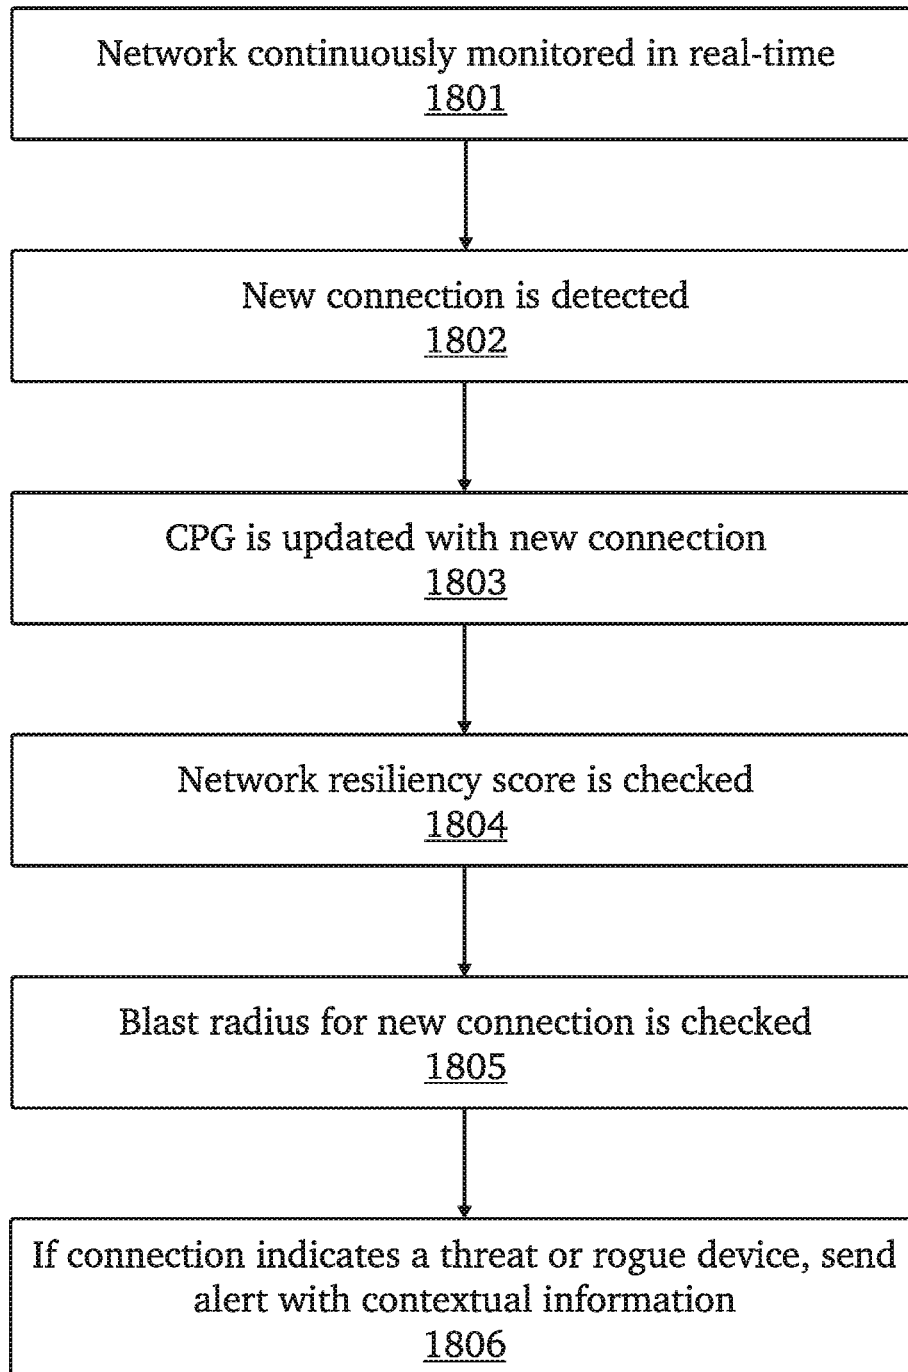 Network continuously monitored in real-time
1801
New connection is detected
1802
CPG is updated with new connection
1803
Network resiliency score is checked
1804
Blast radius for new connection is checked
1805
If connection indicates a threat or rogue device, send
alert with contextual information
1806